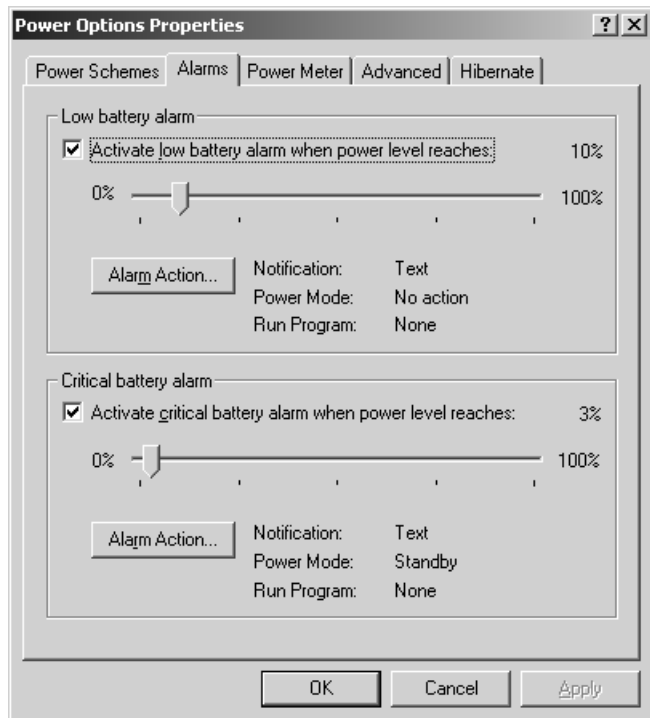 Power Options Properties
Power Schemes Alarms Power Meter Advanced Hibernate
Low battery alarm
Activate low battery alarm when power level reaches: 10%
0% 100%
Alarm Action... Notification: Text
Power Mode: No action
Run Program: None
Critical battery alarm
Activate critical battery alarm when power level reaches: 3%
0% 100%
Alarm Action... Notification: Text
Power Mode: Standby
Run Program: None
OK Cancel Apply